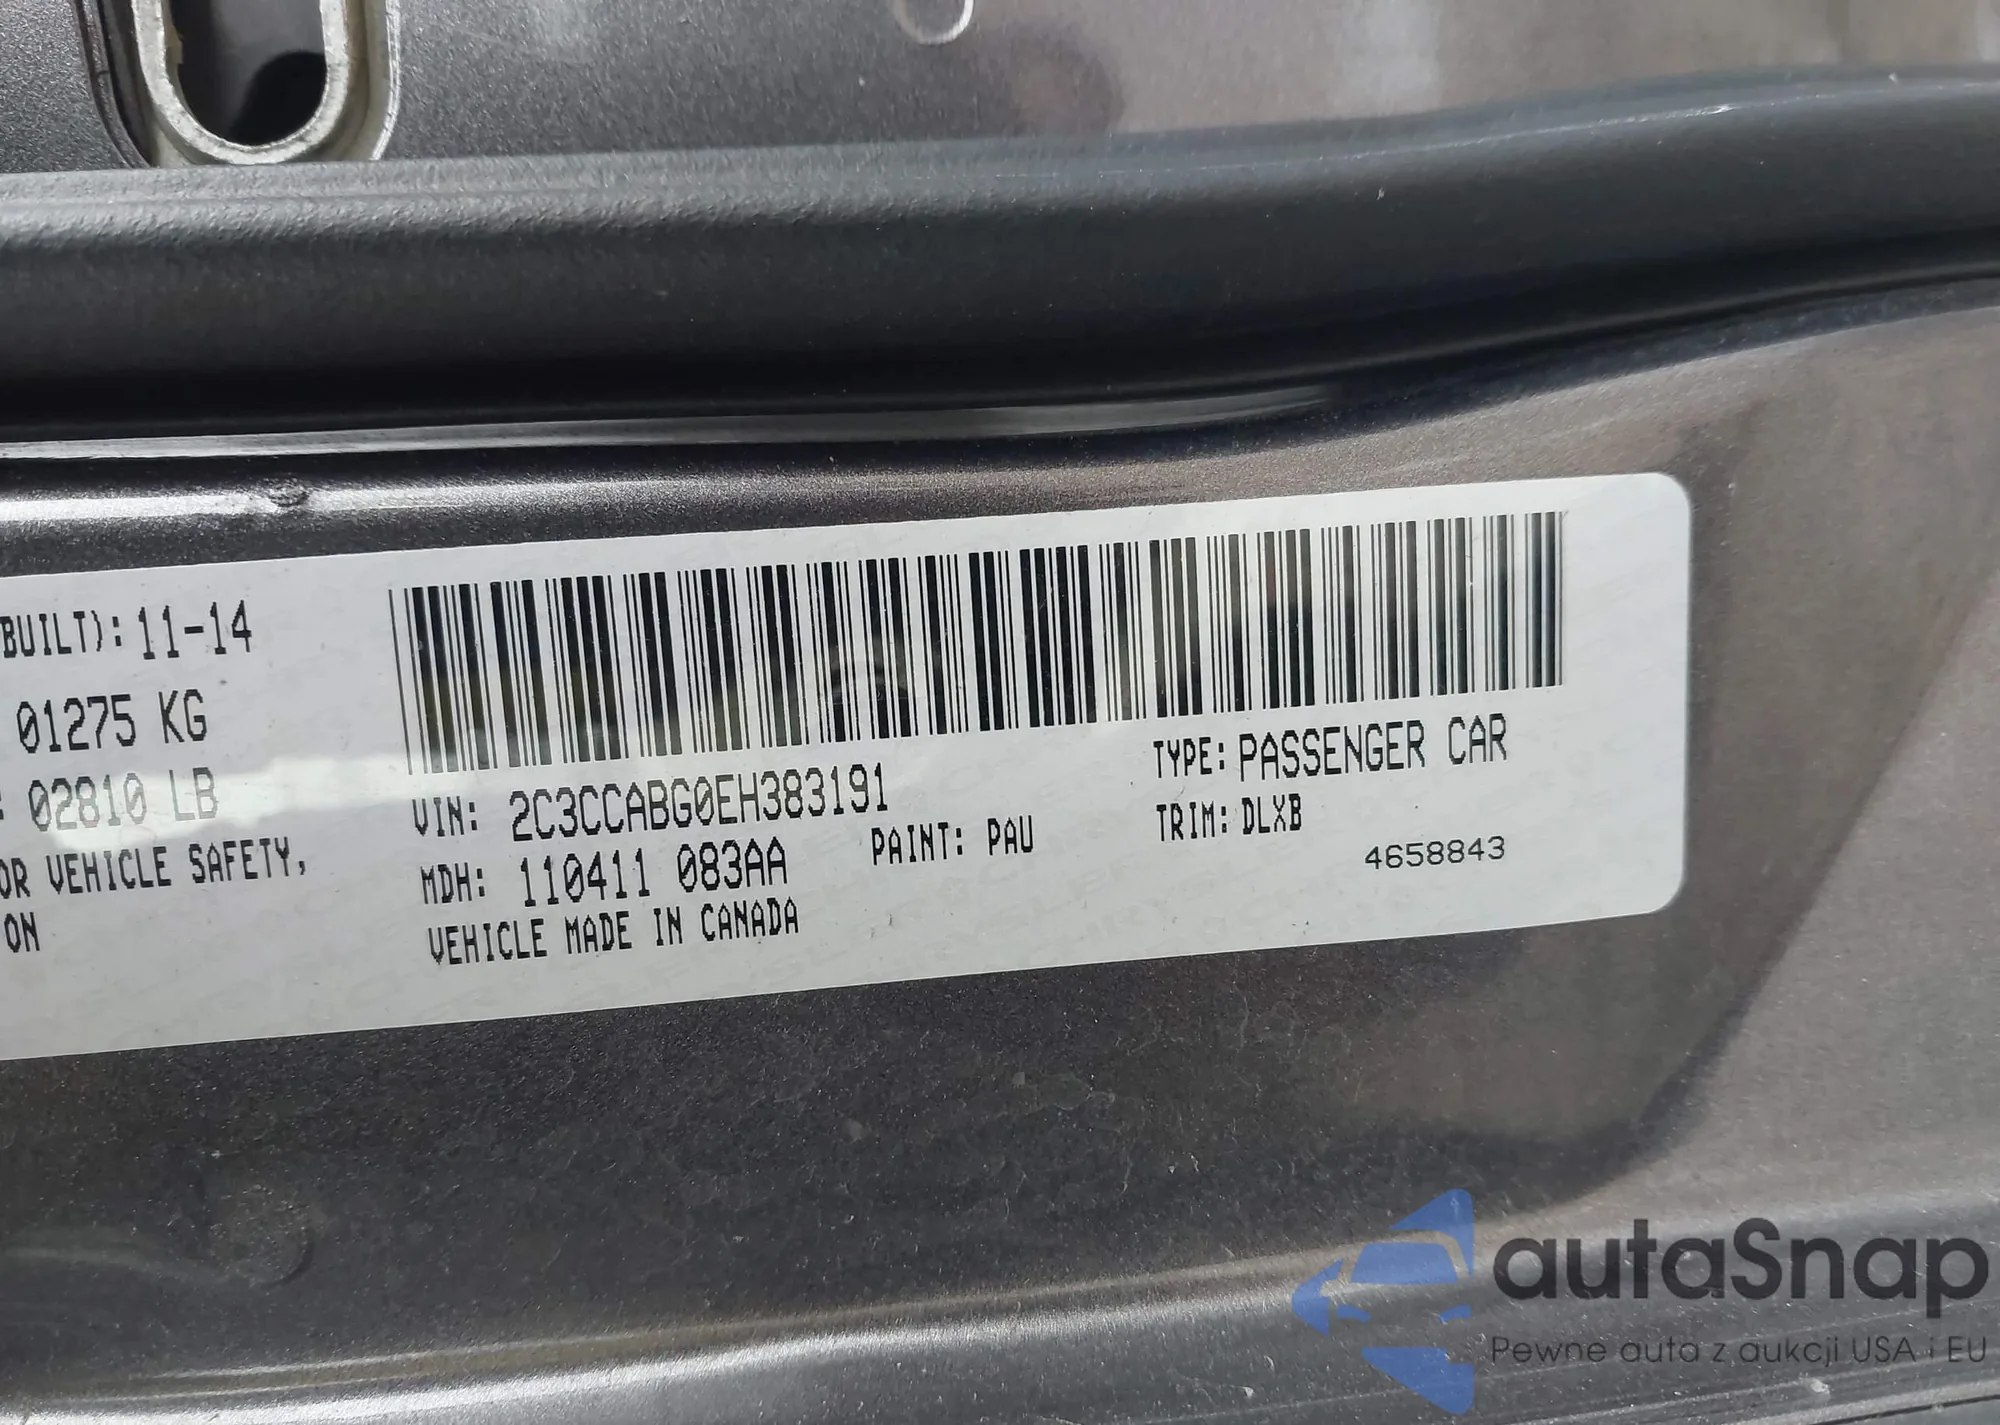 BUILT): 11-14
01275 KG
: 02810 LB
OR VEHICLE SAFETY,
ON
VIN: 2C3CCABG0EH383191
TYPE: PASSENGER CAR
MDH: 110411 083AA
PAINT: PAU
TRIM: DLXB
VEHICLE MADE IN CANADA
4658843
autaSnap
Pewne auta z aukcji USA i EU